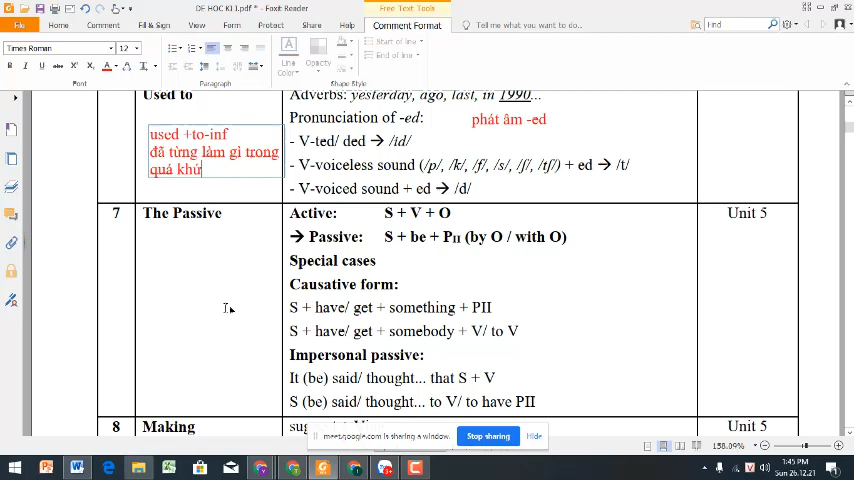 DE HOC KI I.pdf * - Foxit Reader
Free Text Tools
File Home Comment View Form Protect Share Help Comment Format Tell me what you want to do... Find
Times Roman 12
Start of line
End of line
Line Color
Opacity
Font Paragraph Shape Style
Used to
Adverbs: yesterday, ago, last, in 1990...
Pronunciation of -ed:
phát âm -ed
used +to-inf
đã từng làm gì trong
quá khứ
- V-ted/ ded → /id/
- V-voiceless sound (/p/, /k/, /f/, /s/, /ʃ/, /tʃ/) + ed → /t/
- V-voiced sound + ed → /d/
7 The Passive
Active: S + V + O
Unit 5
→ Passive: S + be + PII (by O / with O)
Special cases
Causative form:
S + have/ get + something + PII
S + have/ get + somebody + V/ to V
Impersonal passive:
It (be) said/ thought... that S + V
S (be) said/ thought... to V/ to have PII
8 Making
Unit 5
meet.google.com is sharing a window.
Stop sharing
Hide
158.89%
1:45 PM
Sun 26.12.21